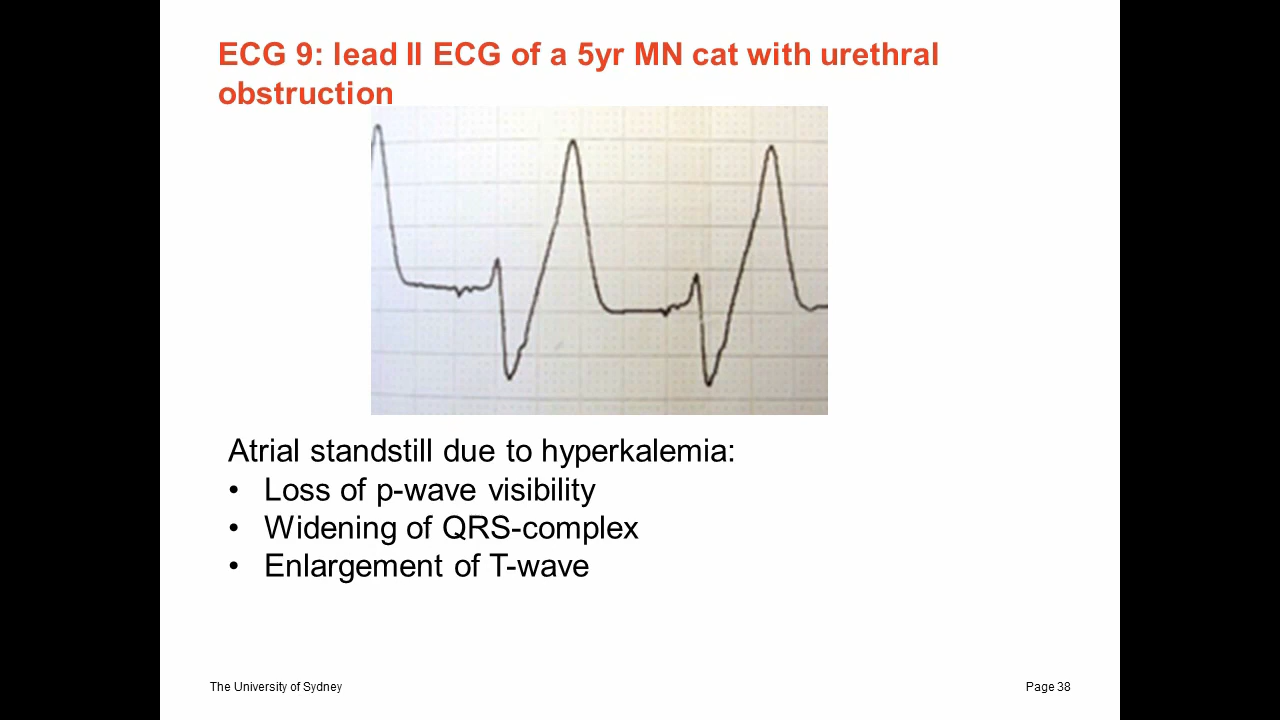 ECG 9: lead II ECG of a 5yr MN cat with urethral
obstruction
Atrial standstill due to hyperkalemia:
• Loss of p-wave visibility
• Widening of QRS-complex
• Enlargement of T-wave
The University of Sydney
Page 38